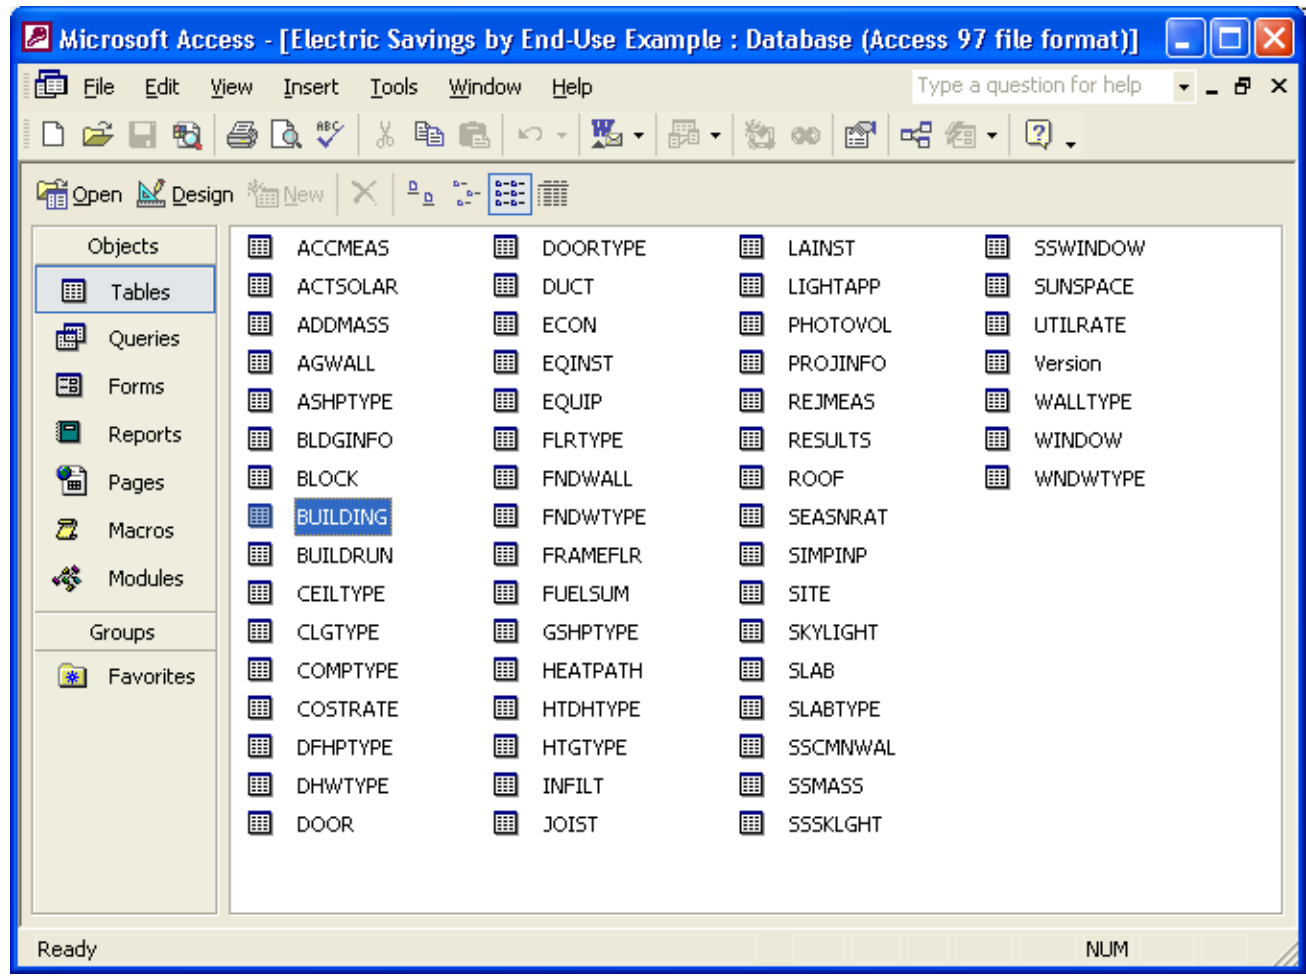 Microsoft Access - [Electric Savings by End-Use Example : Database (Access 97 file format)]
File Edit View Insert Tools Window Help Type a question for help
ABC W ?
Open Design New
Objects
Tables
Queries
Forms
Reports
Pages
Macros
Modules
Groups
Favorites
ACCMEAS
ACTSOLAR
ADDMASS
AGWALL
ASHPTYPE
BLDGINFO
BLOCK
BUILDING
BUILDRUN
CEILTYPE
CLGTYPE
COMPTYPE
COSTRATE
DFHPTYPE
DHWTYPE
DOOR
DOORTYPE
DUCT
ECON
EQINST
EQUIP
FLRTYPE
FNDWALL
FNDWTYPE
FRAMEFLR
FUELSUM
GSHPTYPE
HEATPATH
HTDHTYPE
HTGTYPE
INFILT
JOIST
LAINST
LIGHTAPP
PHOTOVOL
PROJINFO
REJMEAS
RESULTS
ROOF
SEASNRAT
SIMPINP
SITE
SKYLIGHT
SLAB
SLABTYPE
SSCMNWAL
SSMASS
SSSKLGHT
SSWINDOW
SUNSPACE
UTILRATE
Version
WALLTYPE
WINDOW
WNDWTYPE
Ready NUM